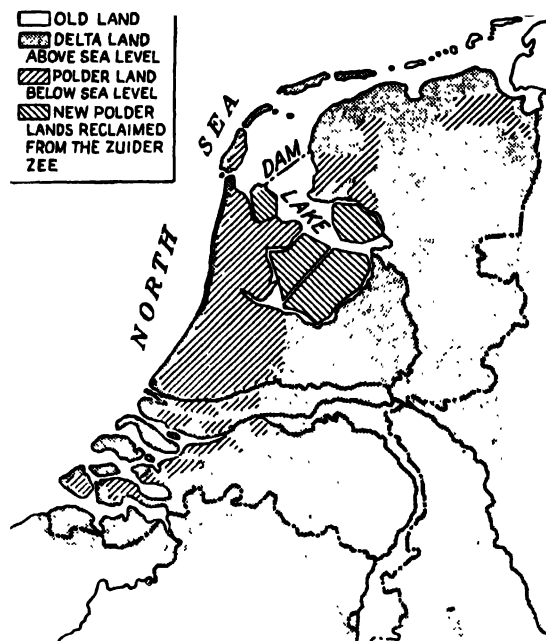 OLD LAND
DELTA LAND
ABOVE SEA LEVEL
POLDER LAND
BELOW SEA LEVEL
NEW POLDER
LANDS RECLAIMED
FROM THE ZUIDER
ZEE
NORTH SEA
DAM
LAKE